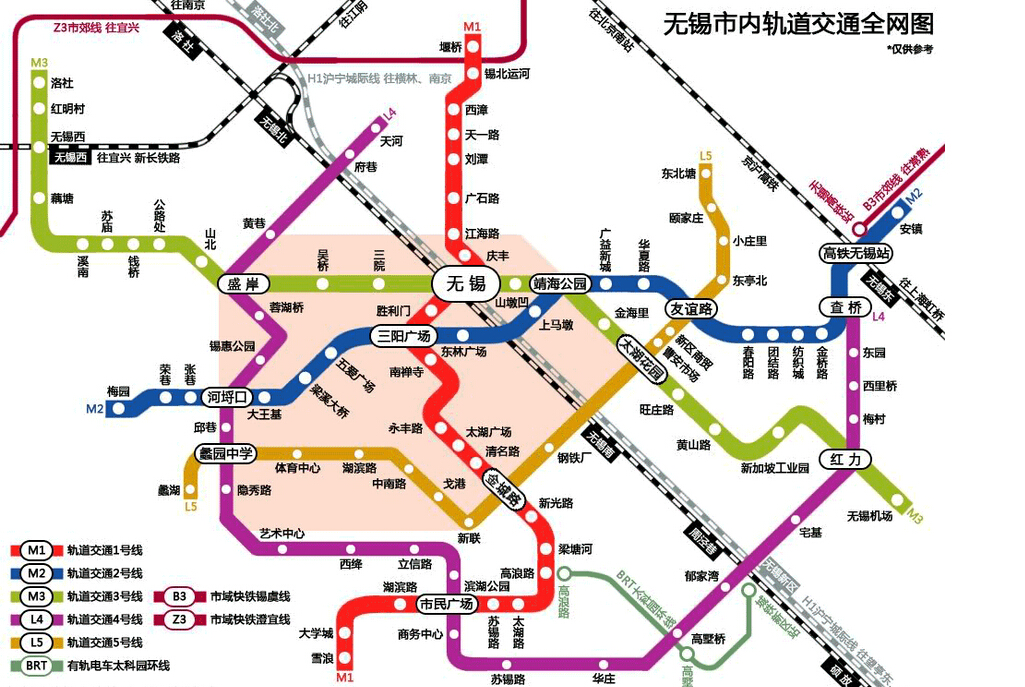 无锡市内轨道交通全网图
*仅供参考
往南京
往江阴
往北京南站
Z3市郊线 往宜兴
洛社
洛社北
H1沪宁城际线 往横林、南京
无锡北
京沪高铁
无锡西
往宜兴 新长铁路
B3市郊线 往常熟
无锡东
往上海虹桥
无锡南
周泾巷
无锡新区
H1沪宁城际线 往望亭东
硕放
M1
堰桥
锡北运河
西漳
天一路
刘潭
广石路
江海路
庆丰
无锡
胜利门
三阳广场
南禅寺
永丰路
太湖广场
清名路
金城路
新光路
梁塘河
高浪路
太湖路
苏锡路
市民广场
湖滨路
大学城
雪浪
M1
M2
梅园
荣巷
张巷
河埒口
大王基
梁溪大桥
五爱广场
东林广场
上马墩
靖海公园
广益新城
华夏路
友谊路
春阳路
团结路
纺织城
金桥路
查桥
高铁无锡站
安镇
M2
M3
洛社
红明村
无锡西
藕塘
溪南
苏庙
钱桥
公路处
山北
盛岸
吴桥
三院
山墩凹
金海里
太湖花园
旺庄路
黄山路
新加坡工业园
红力
无锡机场
M3
L4
天河
府巷
黄巷
蓉湖桥
锡惠公园
邱巷
蠡园中学
隐秀路
艺术中心
西绛
立信路
滨湖公园
商务中心
苏锡路
华庄
高墅桥
郁家湾
宅基
梅村
西里桥
东园
L4
L5
东北塘
颐家庄
小庄里
东亭北
新区商贸
曹安市场
钢铁厂
新联
戈港
中南路
湖滨路
体育中心
蠡湖
L5
高浪路
BRT太科园环线
M1 轨道交通1号线
M2 轨道交通2号线
M3 轨道交通3号线
L4 轨道交通4号线
L5 轨道交通5号线
BRT 有轨电车太科园环线
B3 市域快铁锡虞线
Z3 市域快铁澄宜线